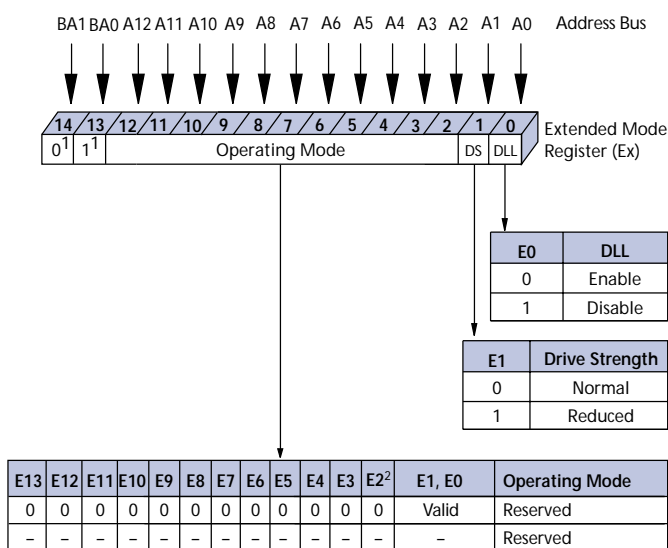 BA1 BA0 A12 A11 A10 A9 A8 A7 A6 A5 A4 A3 A2 A1 A0 Address Bus
14 13 12 11 10 9 8 7 6 5 4 3 2 1 0 Extended Mode
0¹ 1¹ Operating Mode DS DLL Register (Ex)
E0 DLL
0 Enable
1 Disable
E1 Drive Strength
0 Normal
1 Reduced
E13 E12 E11 E10 E9 E8 E7 E6 E5 E4 E3 E2² E1, E0 Operating Mode
0 0 0 0 0 0 0 0 0 0 0 0 Valid Reserved
– – – – – – – – – – – – – Reserved